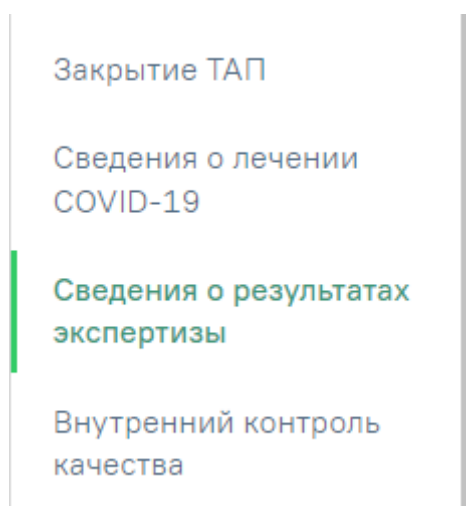 Закрытие ТАП
Сведения о лечении
COVID-19
Сведения о результатах
экспертизы
Внутренний контроль
качества